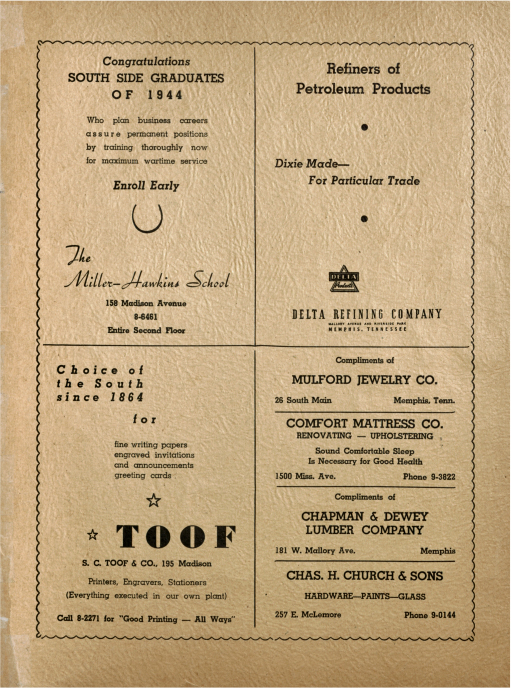 Congratulations
SOUTH SIDE GRADUATES
OF 1944
Who plan business careers
assure permanent positions
by training thoroughly now
for maximum wartime service
Enroll Early
The
Miller-Hawkins School
158 Madison Avenue
8-6461
Entire Second Floor
Refiners of
Petroleum Products
Dixie Made—
For Particular Trade
DELTA
Products
DELTA REFINING COMPANY
MALLORY AVENUE AND RIVERSIDE PARK
MEMPHIS, TENNESSEE
Choice of
the South
since 1864
for
fine writing papers
engraved invitations
and announcements
greeting cards
TOOF
S. C. TOOF & CO., 195 Madison
Printers, Engravers, Stationers
(Everything executed in our own plant)
Call 8-2271 for "Good Printing — All Ways"
Compliments of
MULFORD JEWELRY CO.
26 South Main Memphis, Tenn.
COMFORT MATTRESS CO.
RENOVATING — UPHOLSTERING
Sound Comfortable Sleep
Is Necessary for Good Health
1500 Miss. Ave. Phone 9-3822
Compliments of
CHAPMAN & DEWEY
LUMBER COMPANY
181 W. Mallory Ave. Memphis
CHAS. H. CHURCH & SONS
HARDWARE—PAINTS—GLASS
257 E. McLemore Phone 9-0144